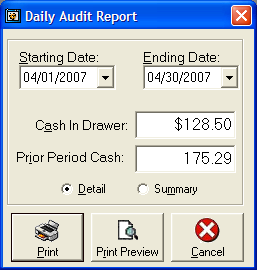 Daily Audit Report
Starting Date: Ending Date:
04/01/2007 04/30/2007
Cash In Drawer: $128.50
Prior Period Cash: 175.29
Detail Summary
Print Print Preview Cancel